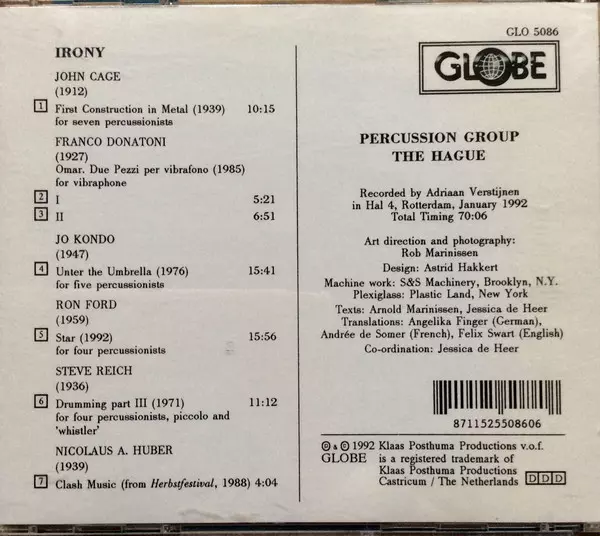 IRONY
JOHN CAGE
(1912)
1 First Construction in Metal (1939) 10:15
for seven percussionists
FRANCO DONATONI
(1927)
Omar. Due Pezzi per vibrafono (1985)
for vibraphone
2 I 5:21
3 II 6:51
JO KONDO
(1947)
4 Unter the Umbrella (1976) 15:41
for five percussionists
RON FORD
(1959)
5 Star (1992) 15:56
for four percussionists
STEVE REICH
(1936)
6 Drumming part III (1971) 11:12
for four percussionists, piccolo and
'whistler'
NICOLAUS A. HUBER
(1939)
7 Clash Music (from Herbstfestival, 1988) 4:04
GLO 5086
GLOBE
PERCUSSION GROUP
THE HAGUE
Recorded by Adriaan Verstijnen
in Hal 4, Rotterdam, January 1992
Total Timing 70:06
Art direction and photography:
Rob Marinissen
Design: Astrid Hakkert
Machine work: S&S Machinery, Brooklyn, N.Y.
Plexiglass: Plastic Land, New York
Texts: Arnold Marinissen, Jessica de Heer
Translations: Angelika Finger (German),
Andrée de Somer (French), Felix Swart (English)
Co-ordination: Jessica de Heer
8711525508606
℗ & © 1992 Klaas Posthuma Productions v.o.f.
GLOBE is a registered trademark of
Klaas Posthuma Productions
Castricum / The Netherlands DDD